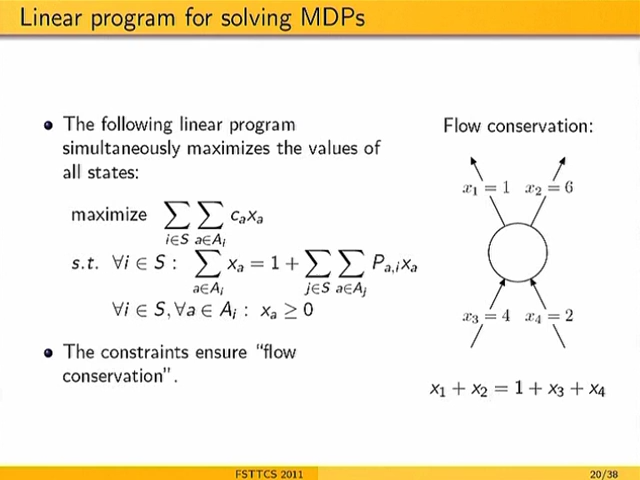 Linear program for solving MDPs
The following linear program
simultaneously maximizes the values of
all states:
maximize ∑_{i∈S} ∑_{a∈A_i} c_a x_a
s.t. ∀i ∈ S : ∑_{a∈A_i} x_a = 1 + ∑_{j∈S} ∑_{a∈A_j} P_{a,i} x_a
∀i ∈ S, ∀a ∈ A_i : x_a ≥ 0
The constraints ensure “flow
conservation”.
Flow conservation:
x_1 = 1 x_2 = 6
x_3 = 4 x_4 = 2
x_1 + x_2 = 1 + x_3 + x_4
FSTTCS 2011
20/38